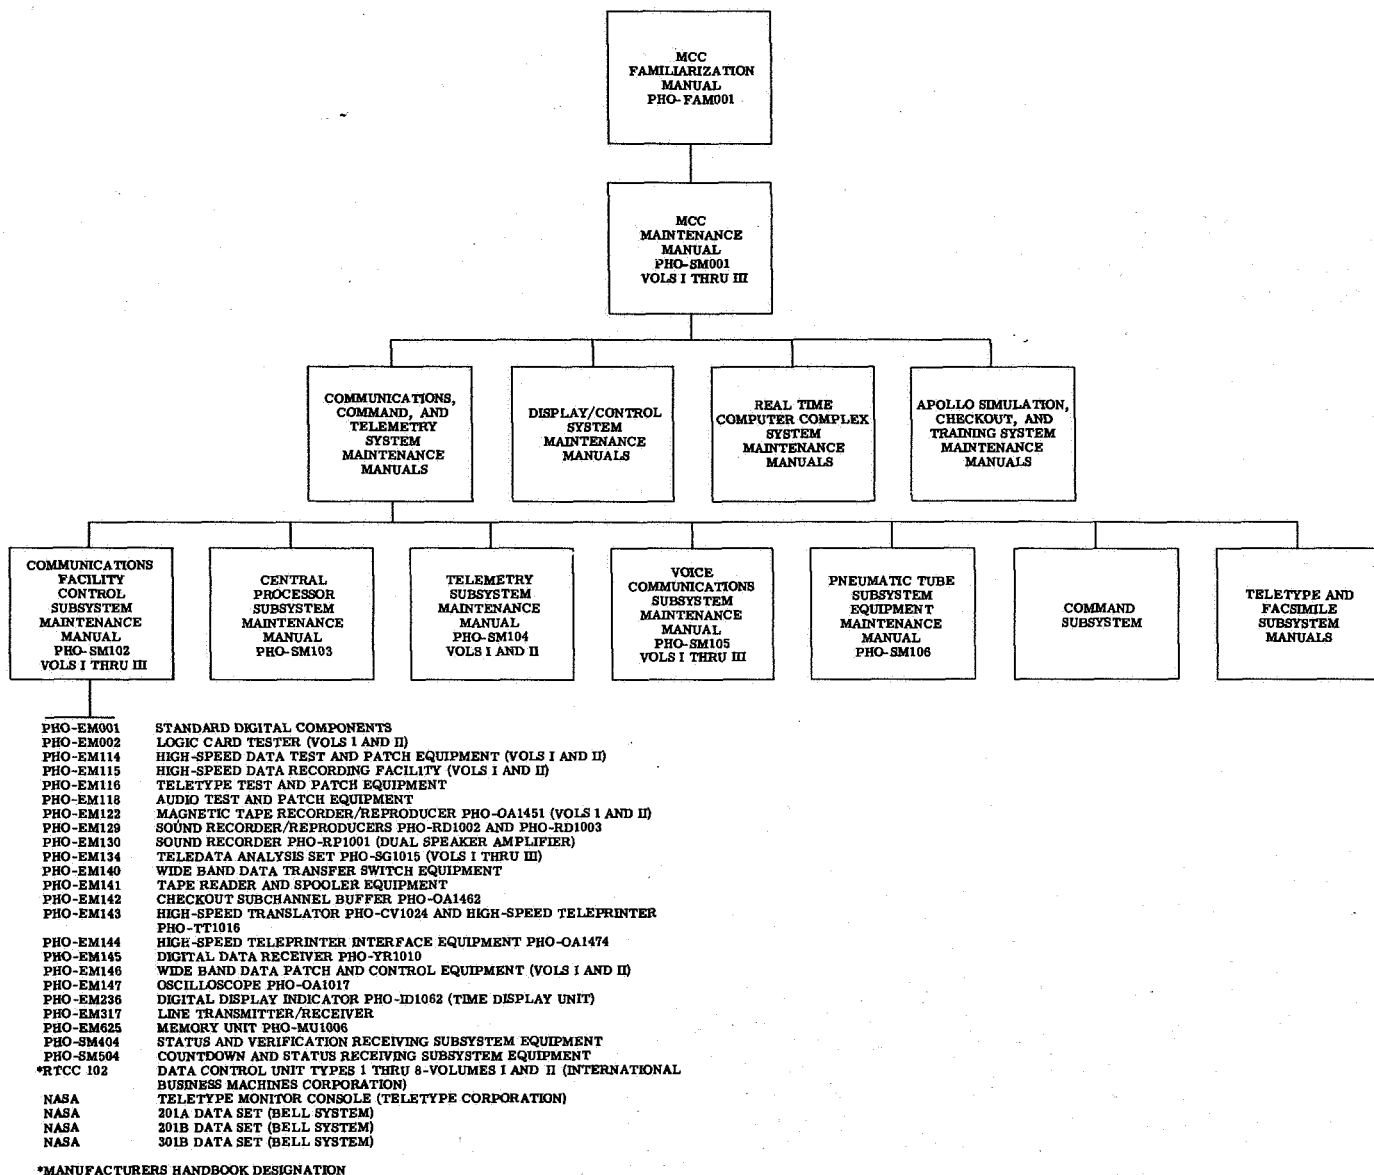 MCC
FAMILIARIZATION
MANUAL
PHO-FAM001
MCC
MAINTENANCE
MANUAL
PHO-SM001
VOLS I THRU III
COMMUNICATIONS,
COMMAND, AND
TELEMETRY
SYSTEM
MAINTENANCE
MANUALS
DISPLAY/CONTROL
SYSTEM
MAINTENANCE
MANUALS
REAL TIME
COMPUTER COMPLEX
SYSTEM
MAINTENANCE
MANUALS
APOLLO SIMULATION,
CHECKOUT, AND
TRAINING SYSTEM
MAINTENANCE
MANUALS
COMMUNICATIONS
FACILITY
CONTROL
SUBSYSTEM
MAINTENANCE
MANUAL
PHO-SM102
VOLS I THRU III
CENTRAL
PROCESSOR
SUBSYSTEM
MAINTENANCE
MANUAL
PHO-SM103
TELEMETRY
SUBSYSTEM
MAINTENANCE
MANUAL
PHO-SM104
VOLS I AND II
VOICE
COMMUNICATIONS
SUBSYSTEM
MAINTENANCE
MANUAL
PHO-SM105
VOLS I THRU III
PNEUMATIC TUBE
SUBSYSTEM
EQUIPMENT
MAINTENANCE
MANUAL
PHO-SM106
COMMAND
SUBSYSTEM
TELETYPE AND
FACSIMILE
SUBSYSTEM
MANUALS
PHO-EM001 STANDARD DIGITAL COMPONENTS
PHO-EM002 LOGIC CARD TESTER (VOLS I AND II)
PHO-EM114 HIGH-SPEED DATA TEST AND PATCH EQUIPMENT (VOLS I AND II)
PHO-EM115 HIGH-SPEED DATA RECORDING FACILITY (VOLS I AND II)
PHO-EM116 TELETYPE TEST AND PATCH EQUIPMENT
PHO-EM118 AUDIO TEST AND PATCH EQUIPMENT
PHO-EM122 MAGNETIC TAPE RECORDER/REPRODUCER PHO-OA1451 (VOLS I AND II)
PHO-EM129 SOUND RECORDER/REPRODUCERS PHO-RD1002 AND PHO-RD1003
PHO-EM130 SOUND RECORDER PHO-RP1001 (DUAL SPEAKER AMPLIFIER)
PHO-EM134 TELEDATA ANALYSIS SET PHO-SG1015 (VOLS I THRU III)
PHO-EM140 WIDE BAND DATA TRANSFER SWITCH EQUIPMENT
PHO-EM141 TAPE READER AND SPOOLER EQUIPMENT
PHO-EM142 CHECKOUT SUBCHANNEL BUFFER PHO-OA1462
PHO-EM143 HIGH-SPEED TRANSLATOR PHO-CV1024 AND HIGH-SPEED TELEPRINTER
PHO-TT1016
PHO-EM144 HIGH-SPEED TELEPRINTER INTERFACE EQUIPMENT PHO-OA1474
PHO-EM145 DIGITAL DATA RECEIVER PHO-YR1010
PHO-EM146 WIDE BAND DATA PATCH AND CONTROL EQUIPMENT (VOLS I AND II)
PHO-EM147 OSCILLOSCOPE PHO-OA1017
PHO-EM236 DIGITAL DISPLAY INDICATOR PHO-ID1062 (TIME DISPLAY UNIT)
PHO-EM317 LINE TRANSMITTER/RECEIVER
PHO-EM625 MEMORY UNIT PHO-MU1006
PHO-SM404 STATUS AND VERIFICATION RECEIVING SUBSYSTEM EQUIPMENT
PHO-SM504 COUNTDOWN AND STATUS RECEIVING SUBSYSTEM EQUIPMENT
*RTCC 102 DATA CONTROL UNIT TYPES 1 THRU 8-VOLUMES I AND II (INTERNATIONAL
BUSINESS MACHINES CORPORATION)
NASA TELETYPE MONITOR CONSOLE (TELETYPE CORPORATION)
NASA 201A DATA SET (BELL SYSTEM)
NASA 201B DATA SET (BELL SYSTEM)
NASA 301B DATA SET (BELL SYSTEM)
*MANUFACTURERS HANDBOOK DESIGNATION